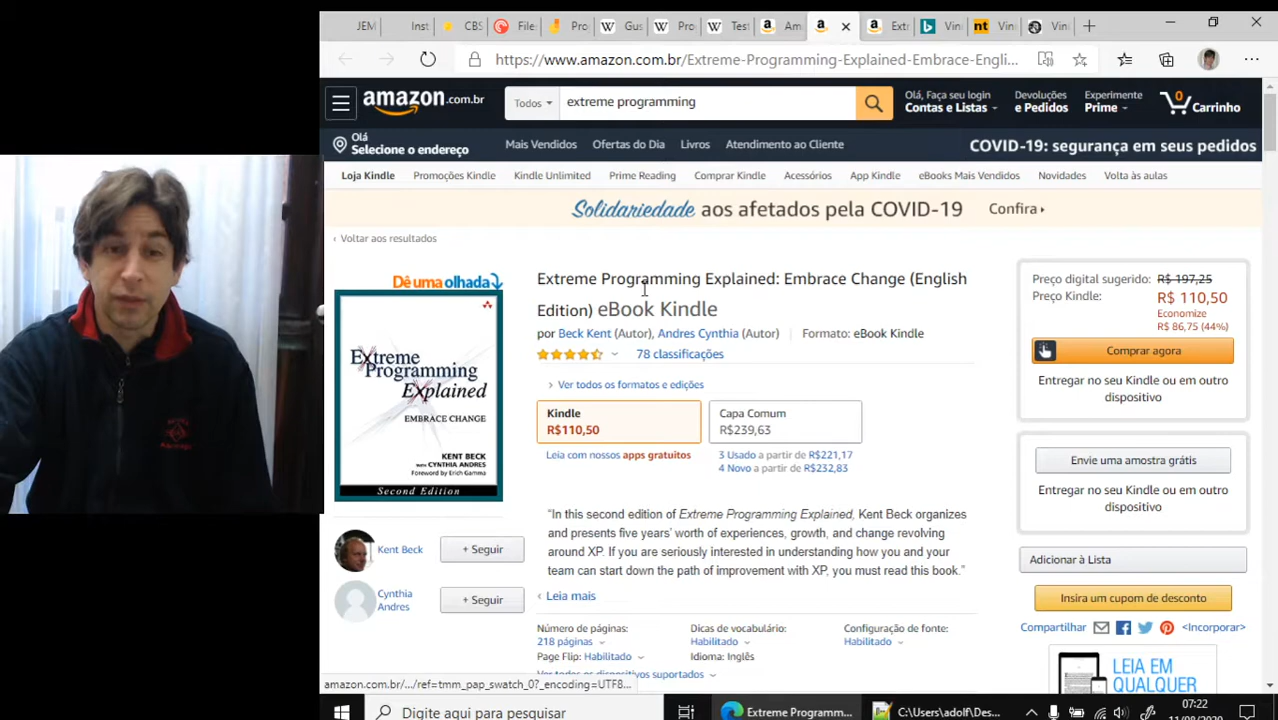 JEM
Inst
CBS
File
Pro
Gus
Pro
Test
Am
Ext
Vin
Vin
Vin
https://www.amazon.com.br/Extreme-Programming-Explained-Embrace-Engli...
amazon.com.br
Todos
extreme programming
Olá, Faça seu login
Contas e Listas
Devoluções
e Pedidos
Experimente
Prime
0
Carrinho
Olá
Selecione o endereço
Mais Vendidos Ofertas do Dia Livros Atendimento ao Cliente
COVID-19: segurança em seus pedidos
Loja Kindle Promoções Kindle Kindle Unlimited Prime Reading Comprar Kindle Acessórios App Kindle eBooks Mais Vendidos Novidades Volta às aulas
Solidariedade aos afetados pela COVID-19 Confira
‹ Voltar aos resultados
Dê uma olhada
Extreme
Programming
Explained
EMBRACE CHANGE
KENT BECK
WITH CYNTHIA ANDRES
Foreword by Erich Gamma
Second Edition
Kent Beck
+ Seguir
Cynthia
Andres
+ Seguir
Extreme Programming Explained: Embrace Change (English
Edition) eBook Kindle
por Beck Kent (Autor), Andres Cynthia (Autor) Formato: eBook Kindle
78 classificações
› Ver todos os formatos e edições
Kindle
R$110,50
Capa Comum
R$239,63
Leia com nossos apps gratuitos
3 Usado a partir de R$221,17
4 Novo a partir de R$232,83
“In this second edition of Extreme Programming Explained, Kent Beck organizes
and presents five years’ worth of experiences, growth, and change revolving
around XP. If you are seriously interested in understanding how you and your
team can start down the path of improvement with XP, you must read this book.”
‹ Leia mais
Número de páginas:
218 páginas
Dicas de vocabulário:
Habilitado
Configuração de fonte:
Habilitado
Page Flip: Habilitado
Idioma: Inglês
Ver todos os dispositivos suportados
Preço digital sugerido: R$ 197,25
Preço Kindle: R$ 110,50
Economize
R$ 86,75 (44%)
Comprar agora
Entregar no seu Kindle ou em outro
dispositivo
Envie uma amostra grátis
Entregar no seu Kindle ou em outro
dispositivo
Adicionar à Lista
Insira um cupom de desconto
Compartilhar <Incorporar>
LEIA EM
QUALQUER
amazon.com.br/.../ref=tmm_pap_swatch_0?_encoding=UTF8...
Digite aqui para pesquisar
Extreme Programm...
C:\Users\adolf\Des...
07:22
11/08/2020